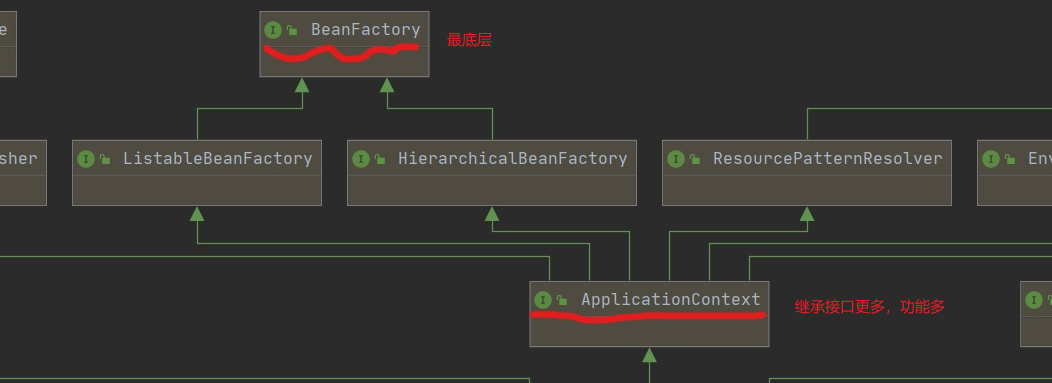 e
I BeanFactory
最底层
sher
I ListableBeanFactory
I HierarchicalBeanFactory
I ResourcePatternResolver
I Env
I ApplicationContext
继承接口更多，功能多
I